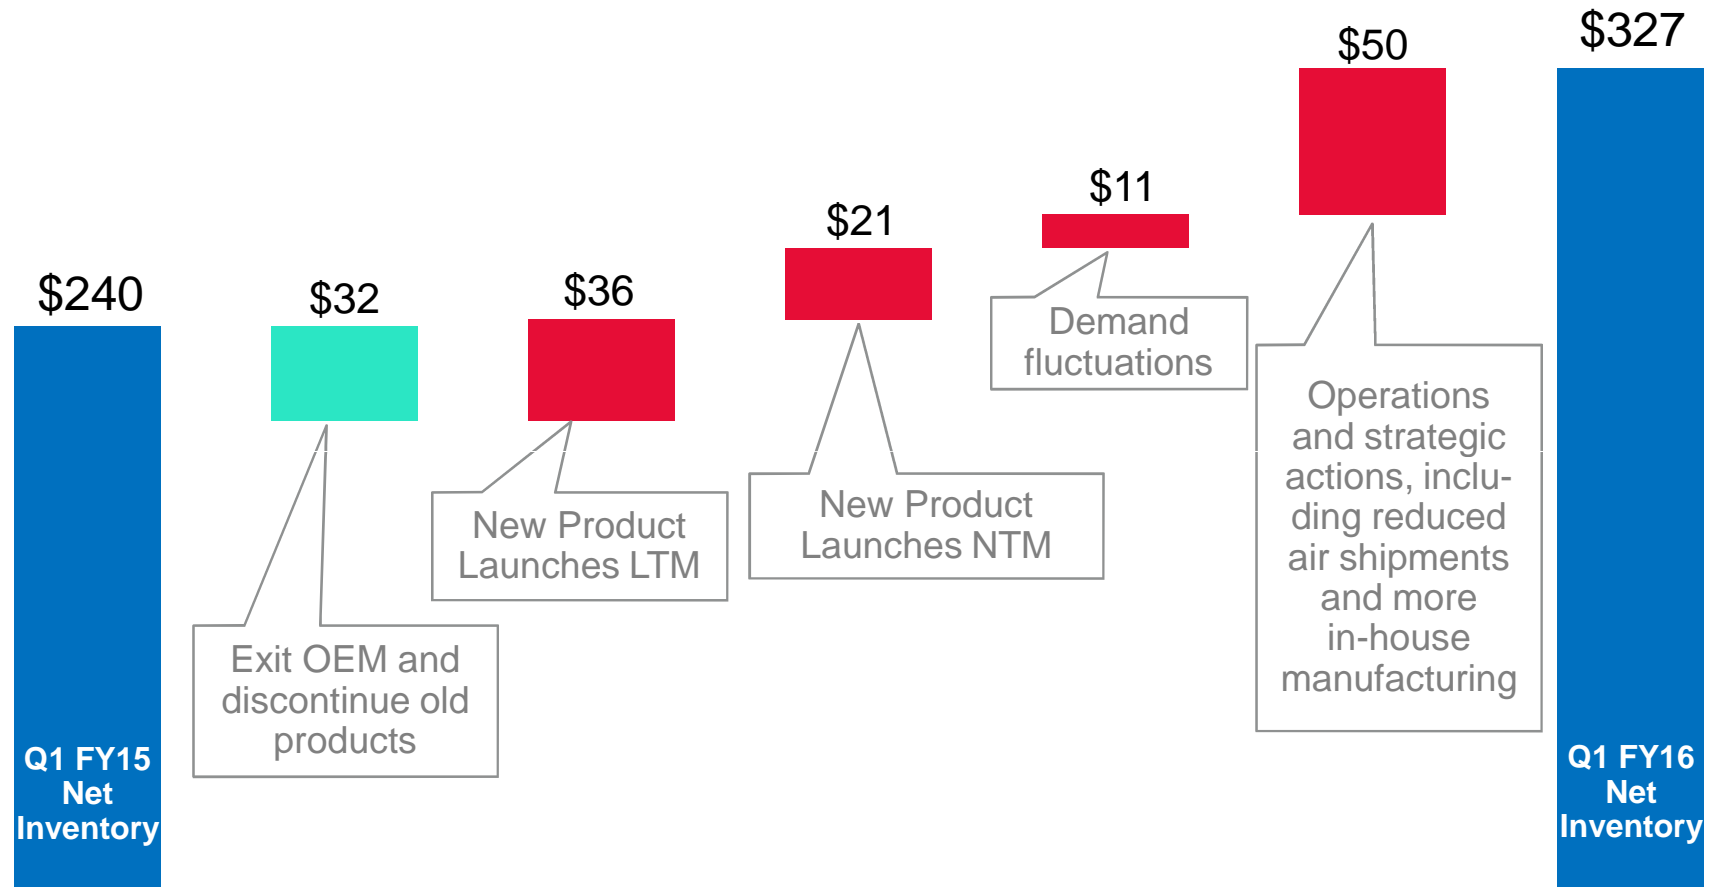 $240
Q1 FY15
Net
Inventory
$32
Exit OEM and
discontinue old
products
$36
New Product
Launches LTM
$21
New Product
Launches NTM
$11
Demand
fluctuations
$50
Operations
and strategic
actions, inclu-
ding reduced
air shipments
and more
in-house
manufacturing
$327
Q1 FY16
Net
Inventory